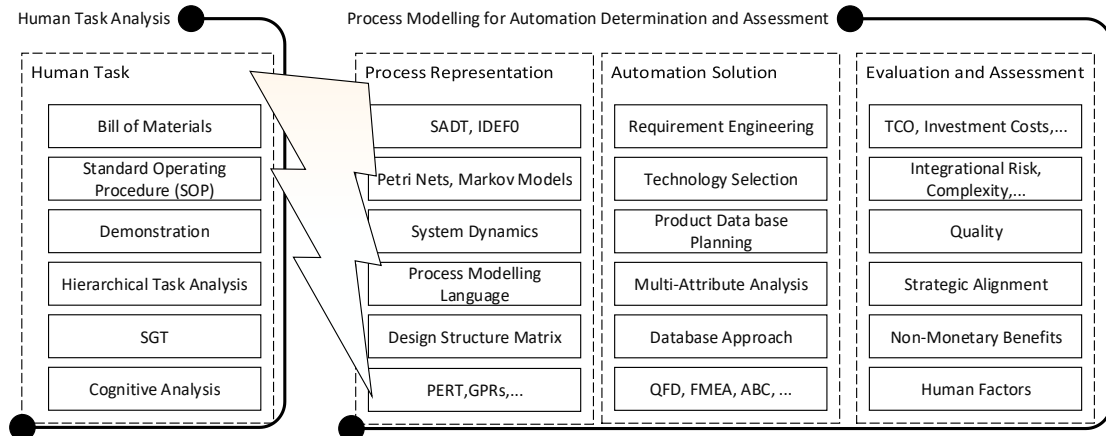 Human Task Analysis
Process Modelling for Automation Determination and Assessment
Human Task
Bill of Materials
Standard Operating
Procedure (SOP)
Demonstration
Hierarchical Task Analysis
SGT
Cognitive Analysis
Process Representation
SADT, IDEF0
Petri Nets, Markov Models
System Dynamics
Process Modelling
Language
Design Structure Matrix
PERT,GPRs,...
Automation Solution
Requirement Engineering
Technology Selection
Product Data base
Planning
Multi-Attribute Analysis
Database Approach
QFD, FMEA, ABC, ...
Evaluation and Assessment
TCO, Investment Costs,...
Integrational Risk,
Complexity,...
Quality
Strategic Alignment
Non-Monetary Benefits
Human Factors